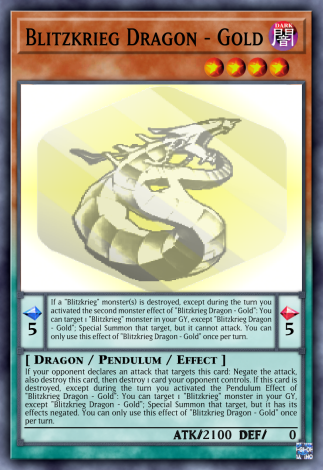 Blitzkrieg Dragon - Gold
DARK
闇
If a "Blitzkrieg" monster(s) is destroyed, except during the turn you
activated the second monster effect of "Blitzkrieg Dragon - Gold": You
can target 1 "Blitzkrieg" monster in your GY, except "Blitzkrieg Dragon
- Gold"; Special Summon that target, but it cannot attack. You can
only use this effect of "Blitzkrieg Dragon - Gold" once per turn.
5
5
[ Dragon / Pendulum / Effect ]
If your opponent declares an attack that targets this card: Negate the attack,
also destroy this card, then destroy 1 card your opponent controls. If this card is
destroyed, except during the turn you activated the Pendulum Effect of
"Blitzkrieg Dragon - Gold": You can target 1 "Blitzkrieg" monster in your GY,
except "Blitzkrieg Dragon - Gold"; Special Summon that target, but it has its
effects negated. You can only use this effect of "Blitzkrieg Dragon - Gold" once
per turn.
ATK/2100 DEF/ 0